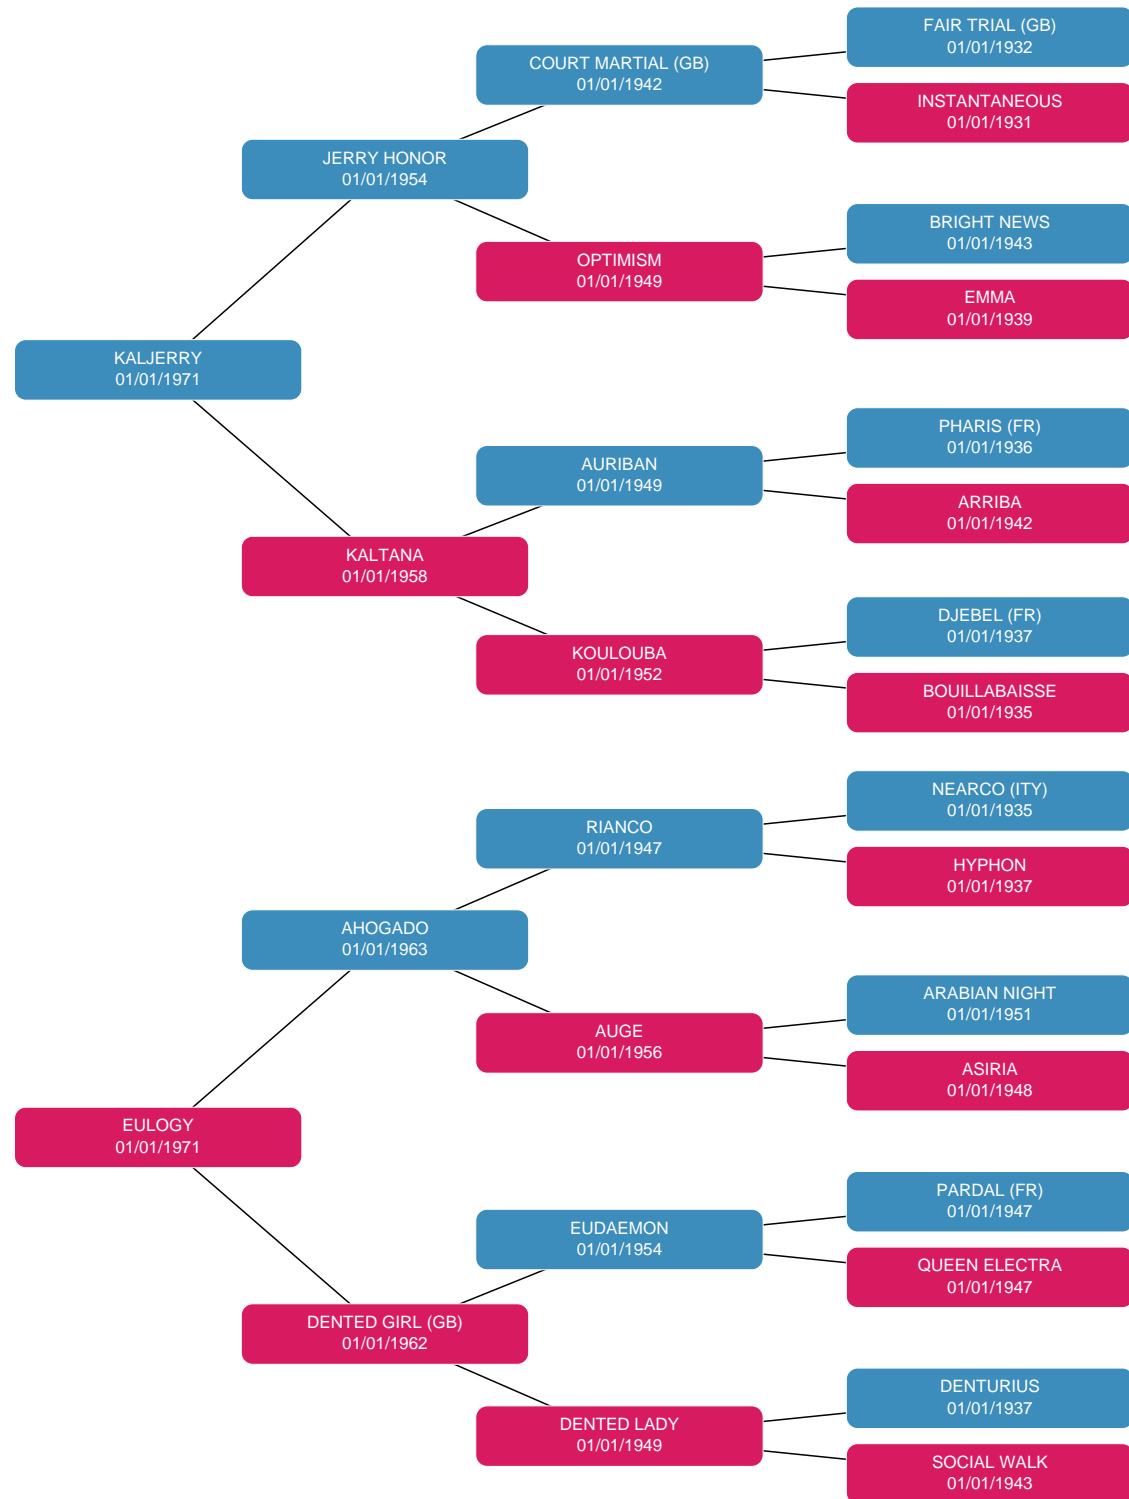 FAIR TRIAL (GB)
01/01/1932
COURT MARTIAL (GB)
01/01/1942
INSTANTANEOUS
01/01/1931
JERRY HONOR
01/01/1954
BRIGHT NEWS
01/01/1943
OPTIMISM
01/01/1949
EMMA
01/01/1939
KALJERRY
01/01/1971
PHARIS (FR)
01/01/1936
AURIBAN
01/01/1949
ARRIBA
01/01/1942
KALTANA
01/01/1958
DJEBEL (FR)
01/01/1937
KOULOUBA
01/01/1952
BOUILLABAISSE
01/01/1935
NEARCO (ITY)
01/01/1935
RIANCO
01/01/1947
HYPHON
01/01/1937
AHOGADO
01/01/1963
ARABIAN NIGHT
01/01/1951
AUGE
01/01/1956
ASIRIA
01/01/1948
EULOGY
01/01/1971
PARDAL (FR)
01/01/1947
EUDAEMON
01/01/1954
QUEEN ELECTRA
01/01/1947
DENTED GIRL (GB)
01/01/1962
DENTURIUS
01/01/1937
DENTED LADY
01/01/1949
SOCIAL WALK
01/01/1943